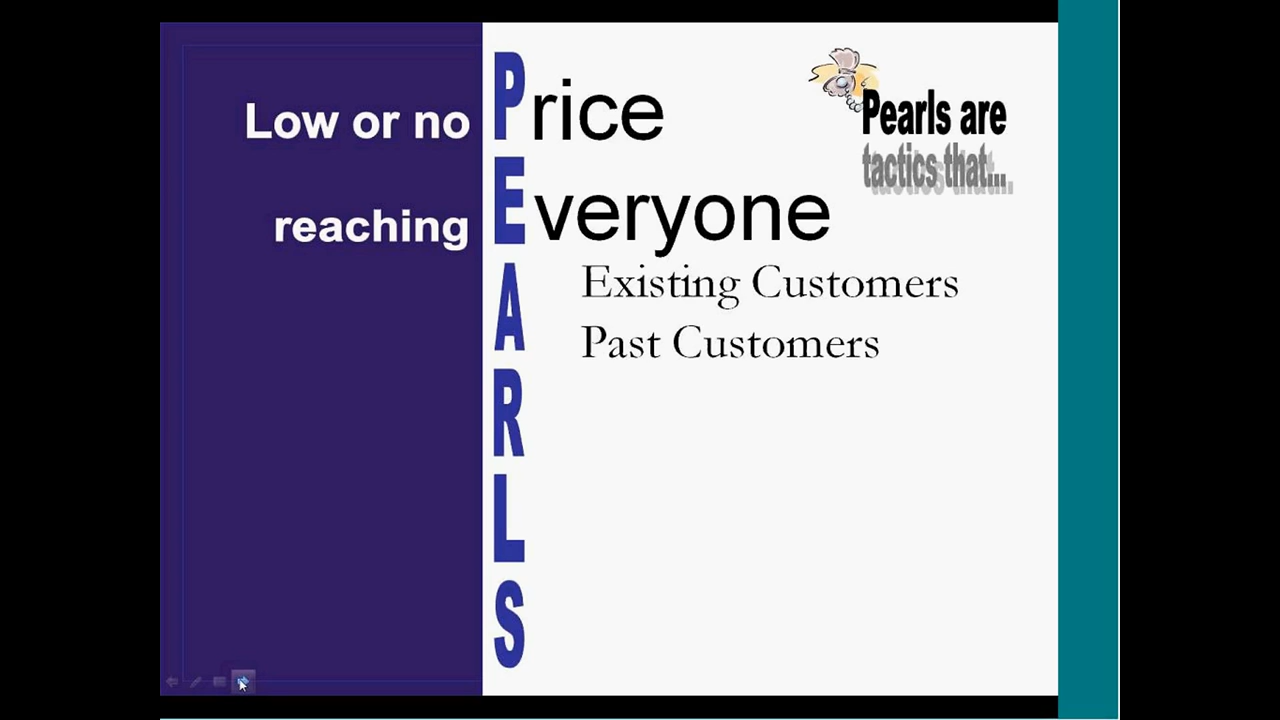 Low or no Price
Pearls are
tactics that...
reaching Everyone
Existing Customers
Past Customers
A
R
L
S